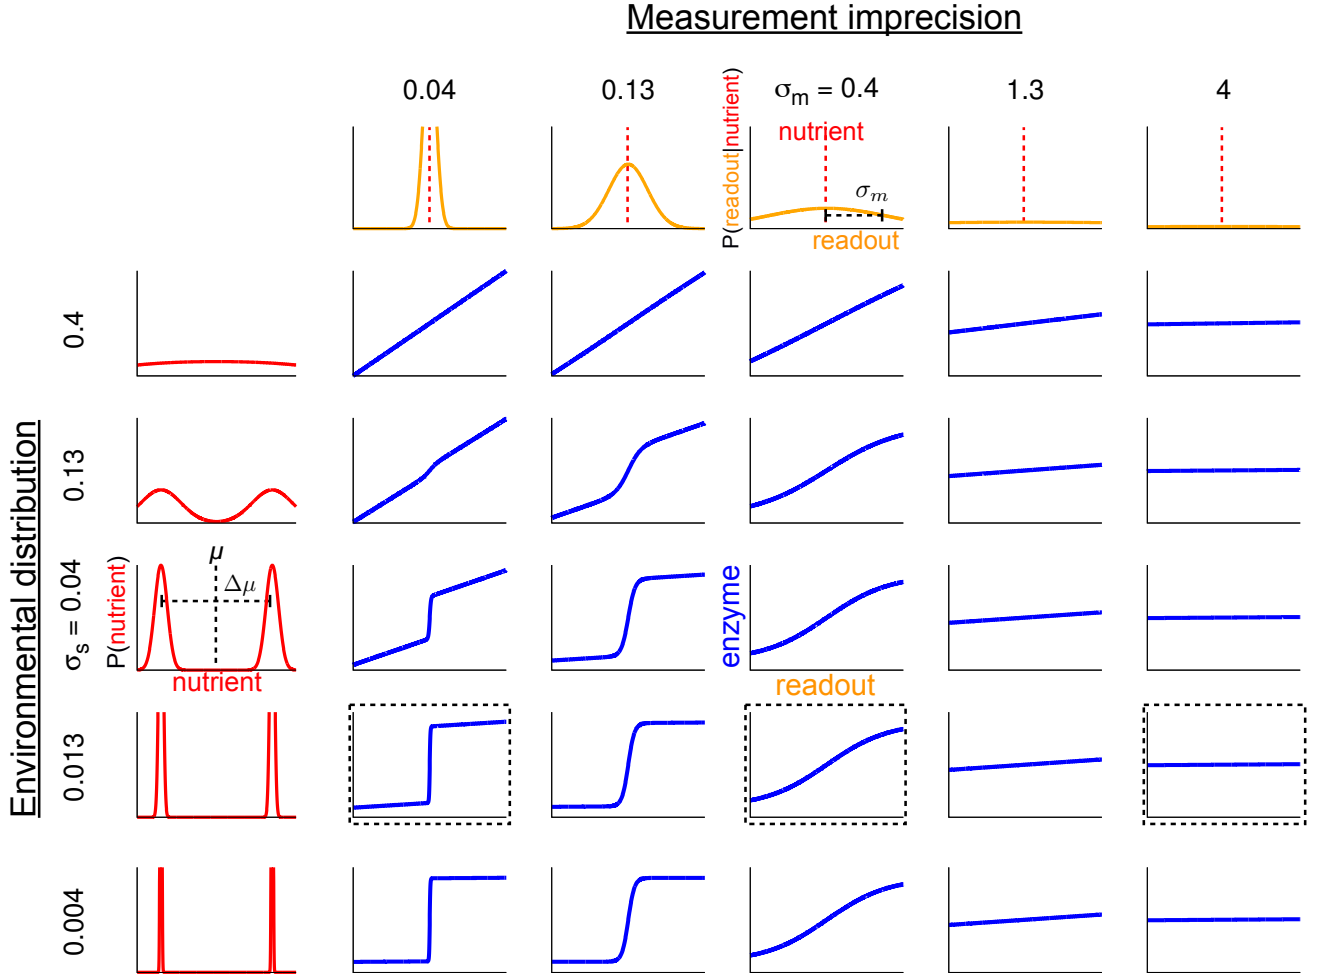 Measurement imprecision
0.04
0.13
σm = 0.4
1.3
4
P(readout|nutrient)
nutrient
σm
readout
Environmental distribution
0.4
0.13
σs = 0.04
P(nutrient)
μ
Δμ
nutrient
enzyme
readout
0.013
0.004